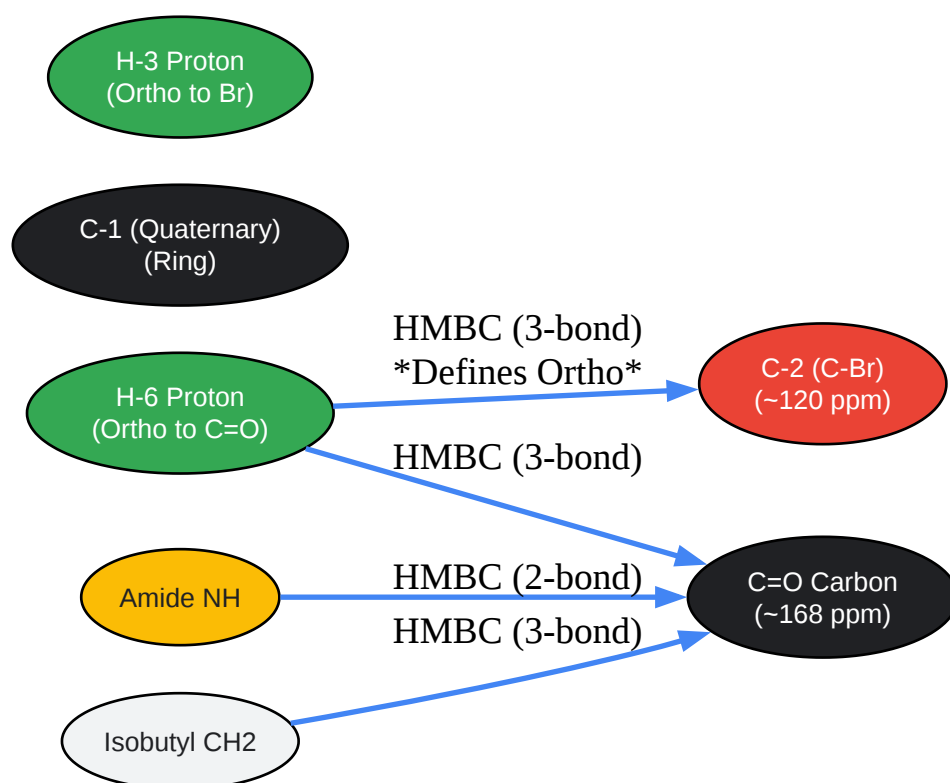 H-3 Proton
(Ortho to Br)
C-1 (Quaternary)
(Ring)
HMBC (3-bond)
*Defines Ortho*
C-2 (C-Br)
(~120 ppm)
H-6 Proton
(Ortho to C=O)
HMBC (3-bond)
Amide NH
HMBC (2-bond)
C=O Carbon
(~168 ppm)
HMBC (3-bond)
Isobutyl CH2